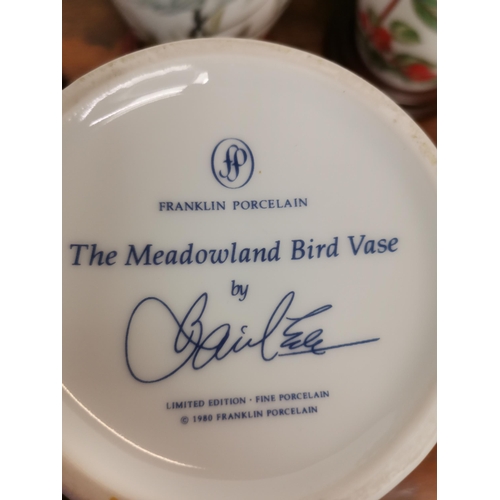 FRANKLIN PORCELAIN
The Meadowland Bird Vase
by
LIMITED EDITION · FINE PORCELAIN
© 1980 FRANKLIN PORCELAIN